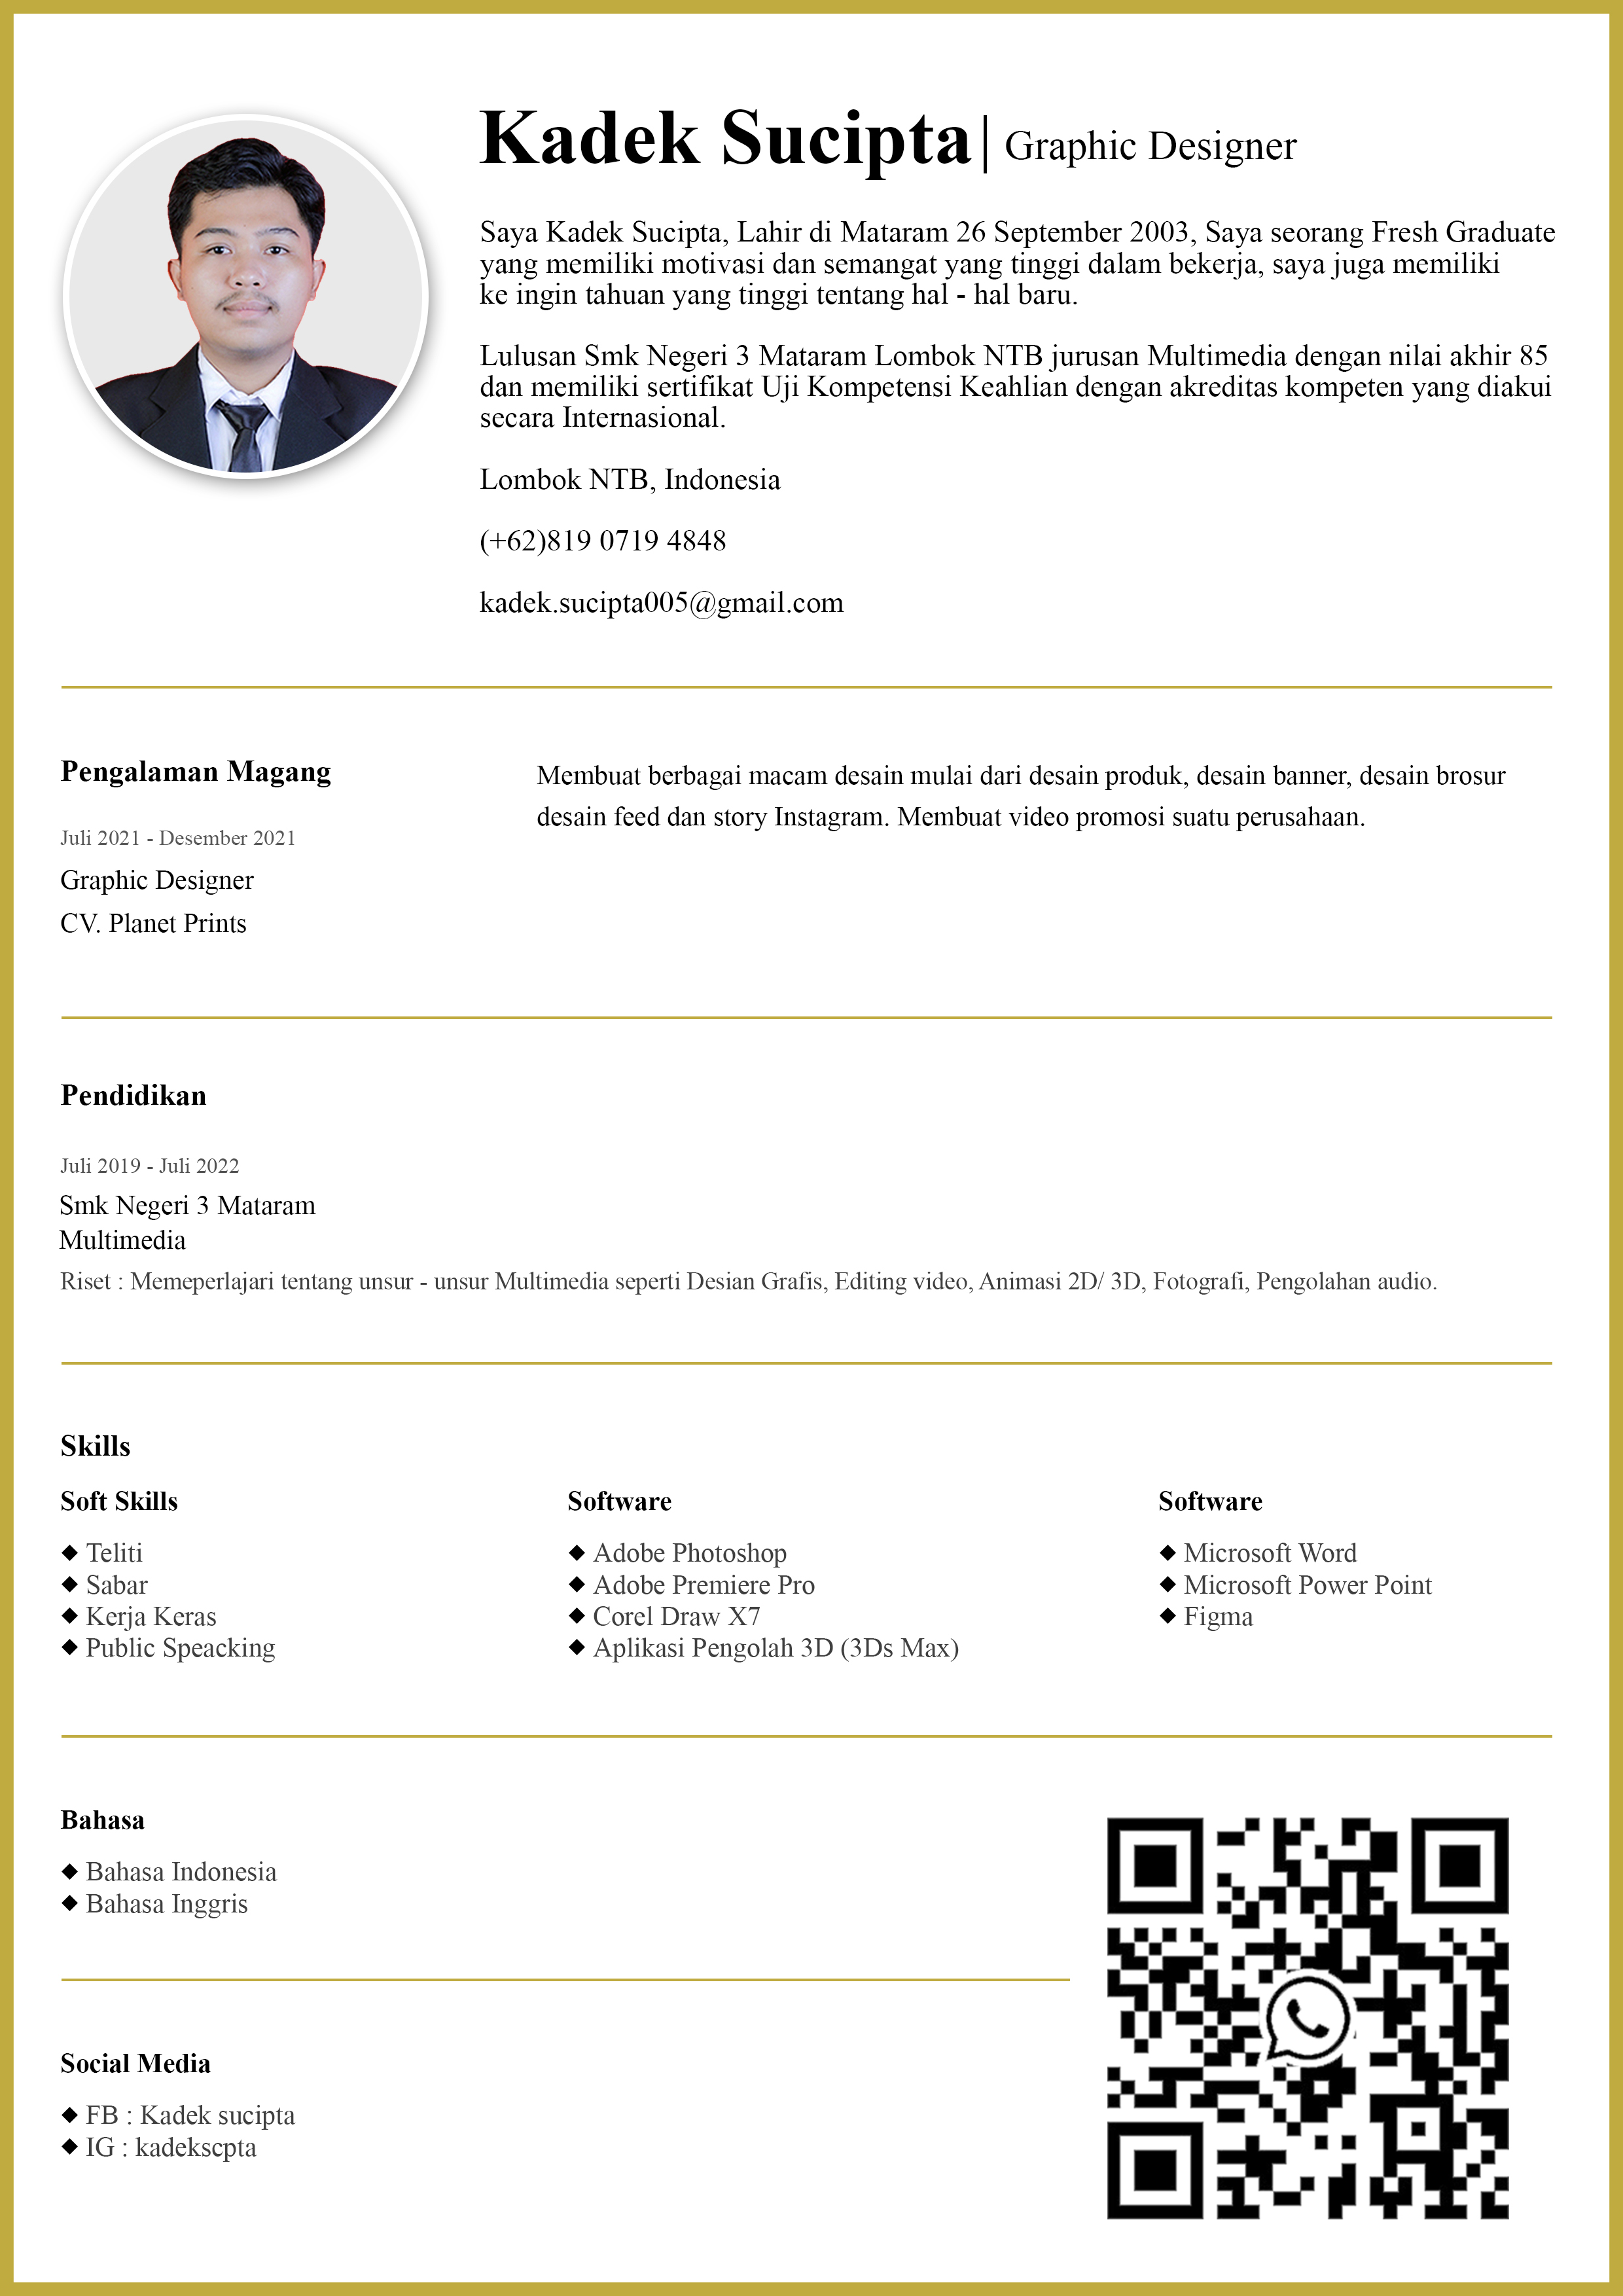 Kadek Sucipta| Graphic Designer
Saya Kadek Sucipta, Lahir di Mataram 26 September 2003, Saya seorang Fresh Graduate
yang memiliki motivasi dan semangat yang tinggi dalam bekerja, saya juga memiliki
ke ingin tahuan yang tinggi tentang hal - hal baru.
Lulusan Smk Negeri 3 Mataram Lombok NTB jurusan Multimedia dengan nilai akhir 85
dan memiliki sertifikat Uji Kompetensi Keahlian dengan akreditas kompeten yang diakui
secara Internasional.
Lombok NTB, Indonesia
(+62)819 0719 4848
kadek.sucipta005@gmail.com
Pengalaman Magang
Juli 2021 - Desember 2021
Graphic Designer
CV. Planet Prints
Membuat berbagai macam desain mulai dari desain produk, desain banner, desain brosur
desain feed dan story Instagram. Membuat video promosi suatu perusahaan.
Pendidikan
Juli 2019 - Juli 2022
Smk Negeri 3 Mataram
Multimedia
Riset : Memeperlajari tentang unsur - unsur Multimedia seperti Desian Grafis, Editing video, Animasi 2D/ 3D, Fotografi, Pengolahan audio.
Skills
Soft Skills
◆ Teliti
◆ Sabar
◆ Kerja Keras
◆ Public Speacking
Software
◆ Adobe Photoshop
◆ Adobe Premiere Pro
◆ Corel Draw X7
◆ Aplikasi Pengolah 3D (3Ds Max)
Software
◆ Microsoft Word
◆ Microsoft Power Point
◆ Figma
Bahasa
◆ Bahasa Indonesia
◆ Bahasa Inggris
Social Media
◆ FB : Kadek sucipta
◆ IG : kadekscpta